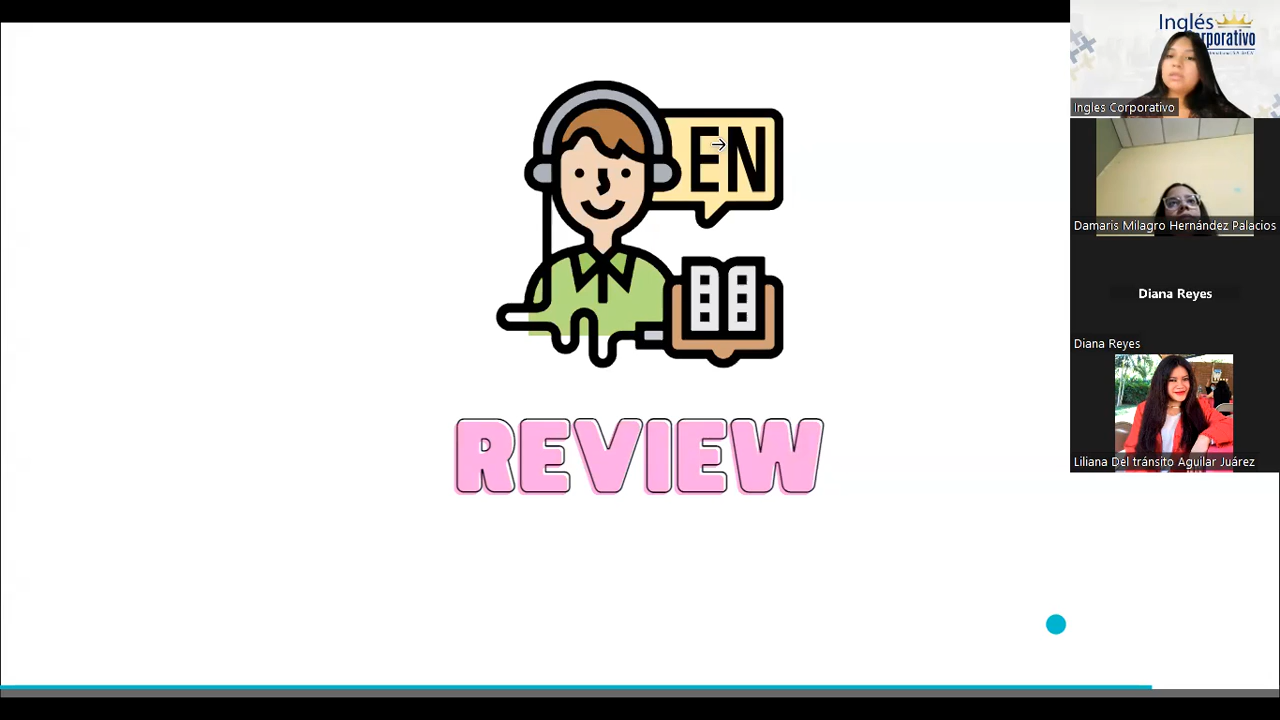 EN
REVIEW
Inglés
Corporativo
Ingles Corporativo
Damaris Milagro Hernández Palacios
Diana Reyes
Diana Reyes
Liliana Del tránsito Aguilar Juárez